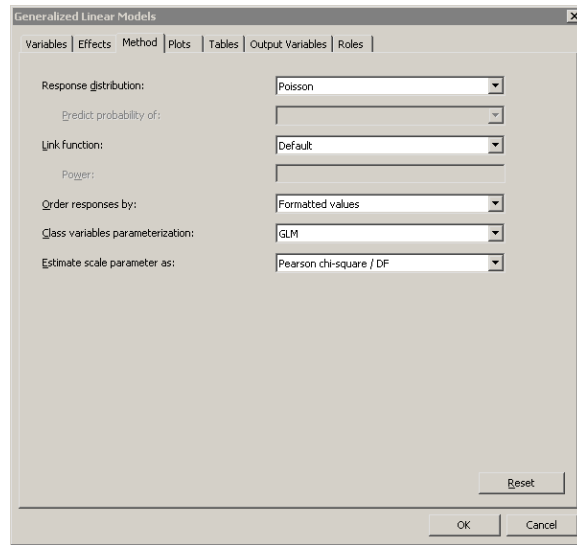 Generalized Linear Models
Variables Effects Method Plots Tables Output Variables Roles
Response distribution: Poisson
Predict probability of:
Link function: Default
Power:
Order responses by: Formatted values
Class variables parameterization: GLM
Estimate scale parameter as: Pearson chi-square / DF
Reset
OK Cancel